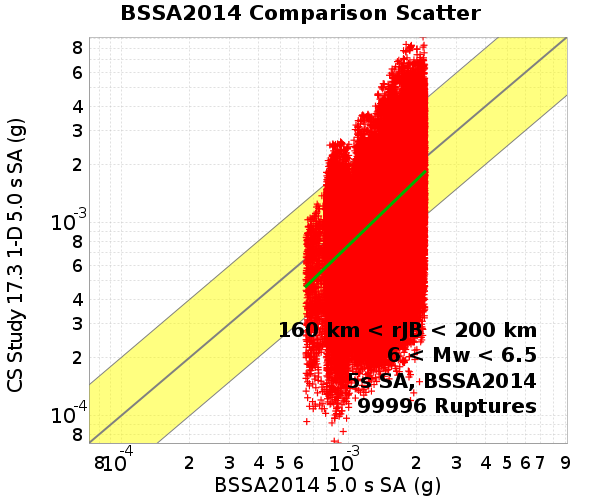 BSSA2014 Comparison Scatter
CS Study 17.3 1-D 5.0 s SA (g)
8
6
4
3
2
10-3
8
6
4
3
2
10-4
8
160 km < rJB < 200 km
6 < Mw < 6.5
5s SA, BSSA2014
99996 Ruptures
8 10-4 2 3 4 5 6 10-3 2 3 4 5 6 7 9
BSSA2014 5.0 s SA (g)